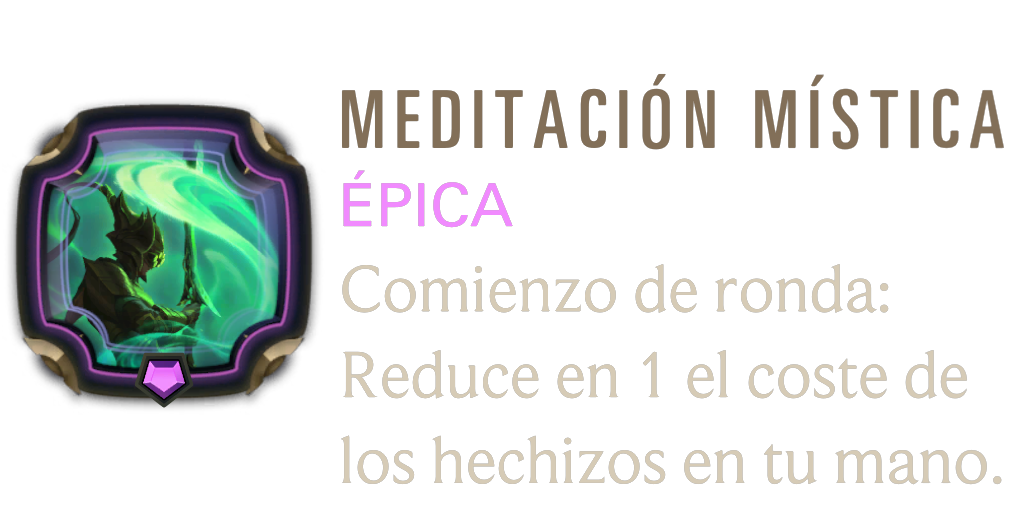 MEDITACIÓN MÍSTICA
ÉPICA
Comienzo de ronda:
Reduce en 1 el coste de
los hechizos en tu mano.